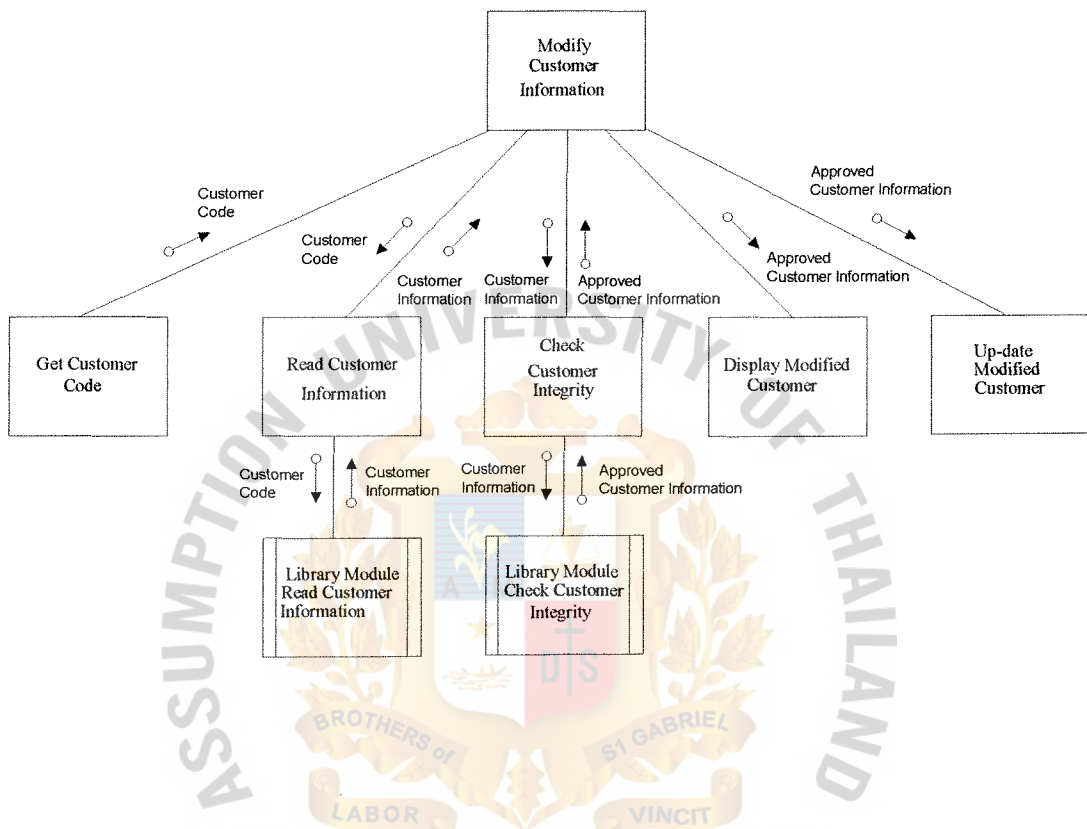 Modify
Customer
Information
Customer
Code
Customer
Code
Customer
Information
Customer
Information
Approved
Customer Information
Approved
Customer Information
Approved
Customer Information
Get Customer
Code
Read Customer
Information
Check
Customer
Integrity
Display Modified
Customer
Up-date
Modified
Customer
Customer
Code
Customer
Information
Customer
Information
Approved
Customer Information
Library Module
Read Customer
Information
Library Module
Check Customer
Integrity
ASSUMPTION UNIVERSITY OF THAILAND
D S
BROTHERS of
S1 GABRIEL
LABOR
VINCIT